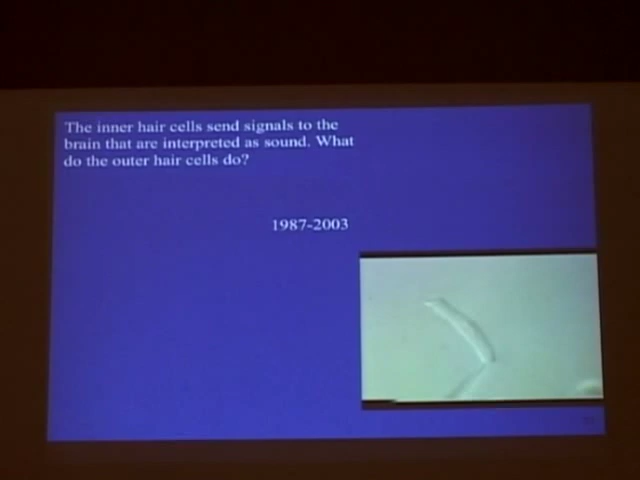 The inner hair cells send signals to the
brain that are interpreted as sound. What
do the outer hair cells do?
1987-2003